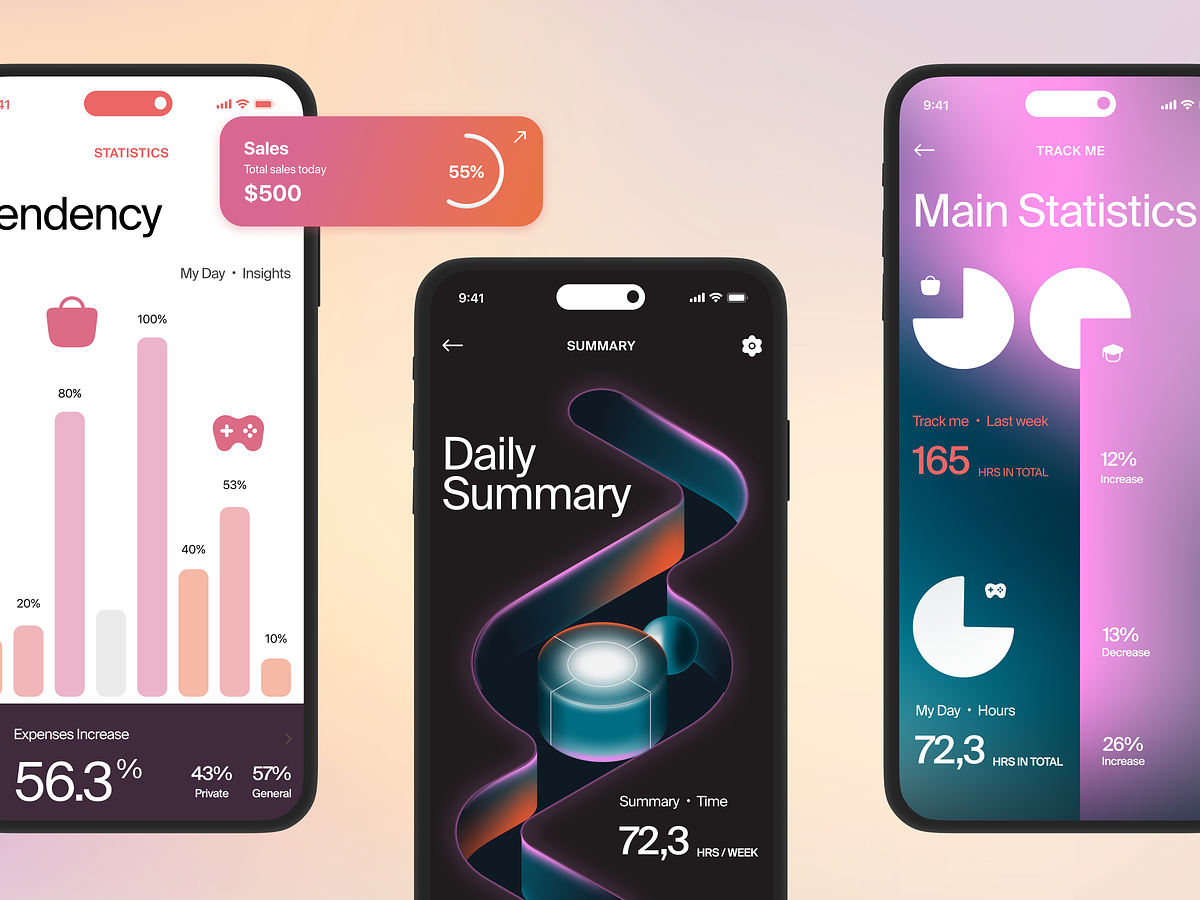 41
STATISTICS
endency
My Day • Insights
100%
80%
53%
40%
20%
10%
Expenses Increase
56.3%
43%
Private
57%
General
Sales
Total sales today
$500
55%
9:41
SUMMARY
Daily
Summary
Summary • Time
72,3 HRS / WEEK
9:41
TRACK ME
Main Statistics
Track me • Last week
165 HRS IN TOTAL
12%
Increase
13%
Decrease
My Day • Hours
72,3 HRS IN TOTAL
26%
Increase